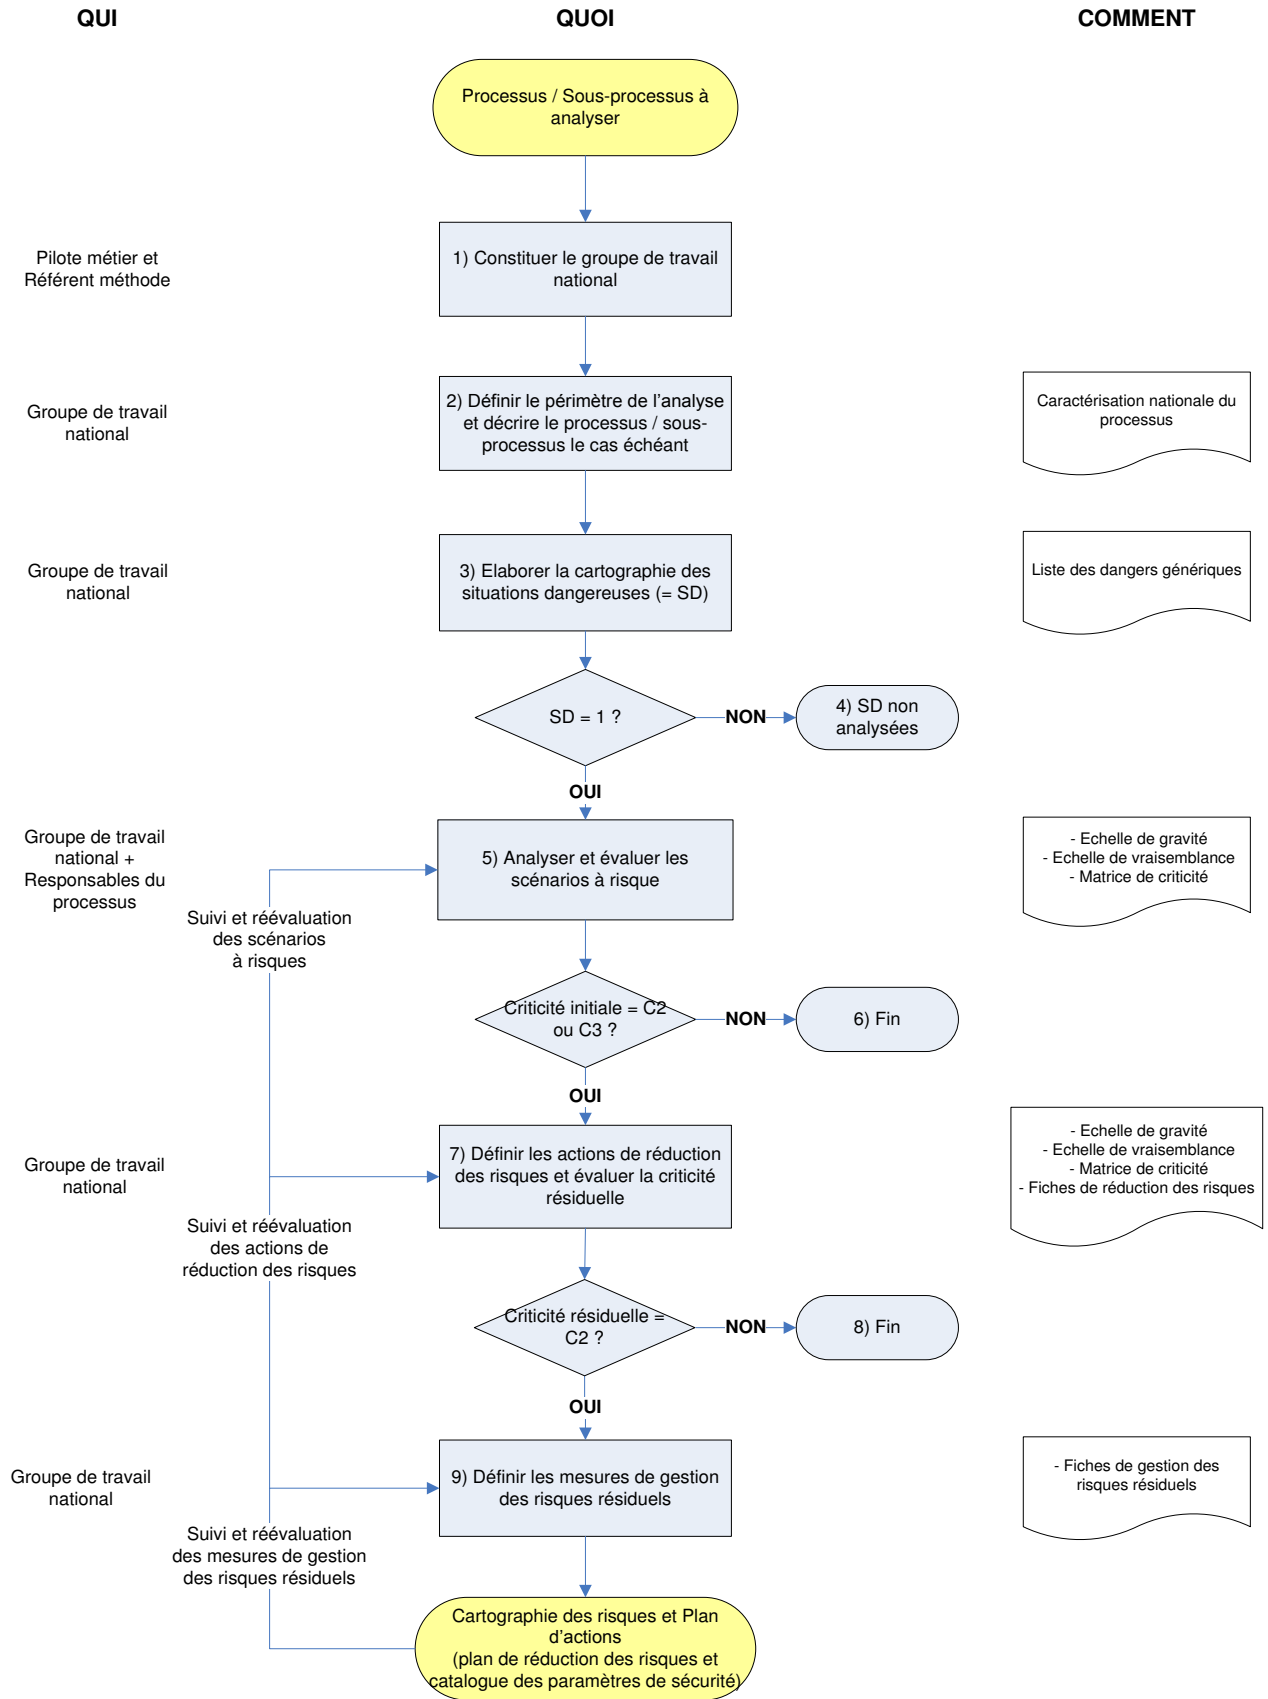 QUI
QUOI
COMMENT
Processus / Sous-processus à
analyser
Pilote métier et
Référent méthode
1) Constituer le groupe de travail
national
Groupe de travail
national
2) Définir le périmètre de l’analyse
et décrire le processus / sous-
processus le cas échéant
Caractérisation nationale du
processus
Groupe de travail
national
3) Elaborer la cartographie des
situations dangereuses (= SD)
Liste des dangers génériques
SD = 1 ?
NON
4) SD non
analysées
OUI
Groupe de travail
national +
Responsables du
processus
5) Analyser et évaluer les
scénarios à risque
- Echelle de gravité
- Echelle de vraisemblance
- Matrice de criticité
Suivi et réévaluation
des scénarios
à risques
Criticité initiale = C2
ou C3 ?
NON
6) Fin
OUI
Groupe de travail
national
7) Définir les actions de réduction
des risques et évaluer la criticité
résiduelle
- Echelle de gravité
- Echelle de vraisemblance
- Matrice de criticité
- Fiches de réduction des risques
Suivi et réévaluation
des actions de
réduction des risques
Criticité résiduelle =
C2 ?
NON
8) Fin
OUI
Groupe de travail
national
9) Définir les mesures de gestion
des risques résiduels
- Fiches de gestion des
risques résiduels
Suivi et réévaluation
des mesures de gestion
des risques résiduels
Cartographie des risques et Plan
d’actions
(plan de réduction des risques et
catalogue des paramètres de sécurité)